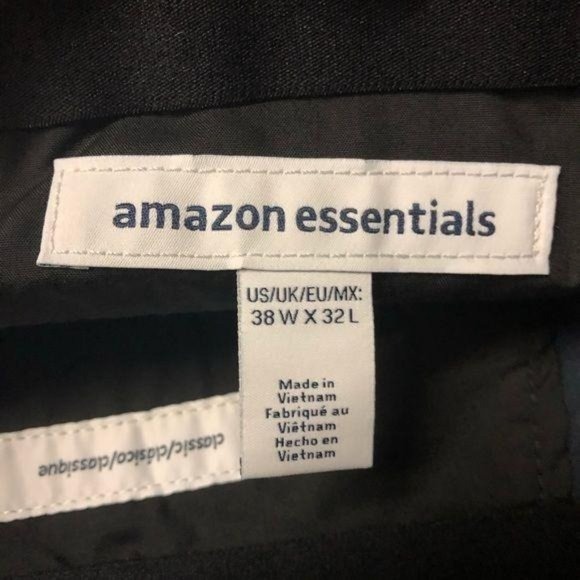 amazon essentials
US/UK/EU/MX:
38 W X 32 L
Made in
Vietnam
Fabriqué au
Viêtnam
Hecho en
Vietnam
classic/clásico/classique